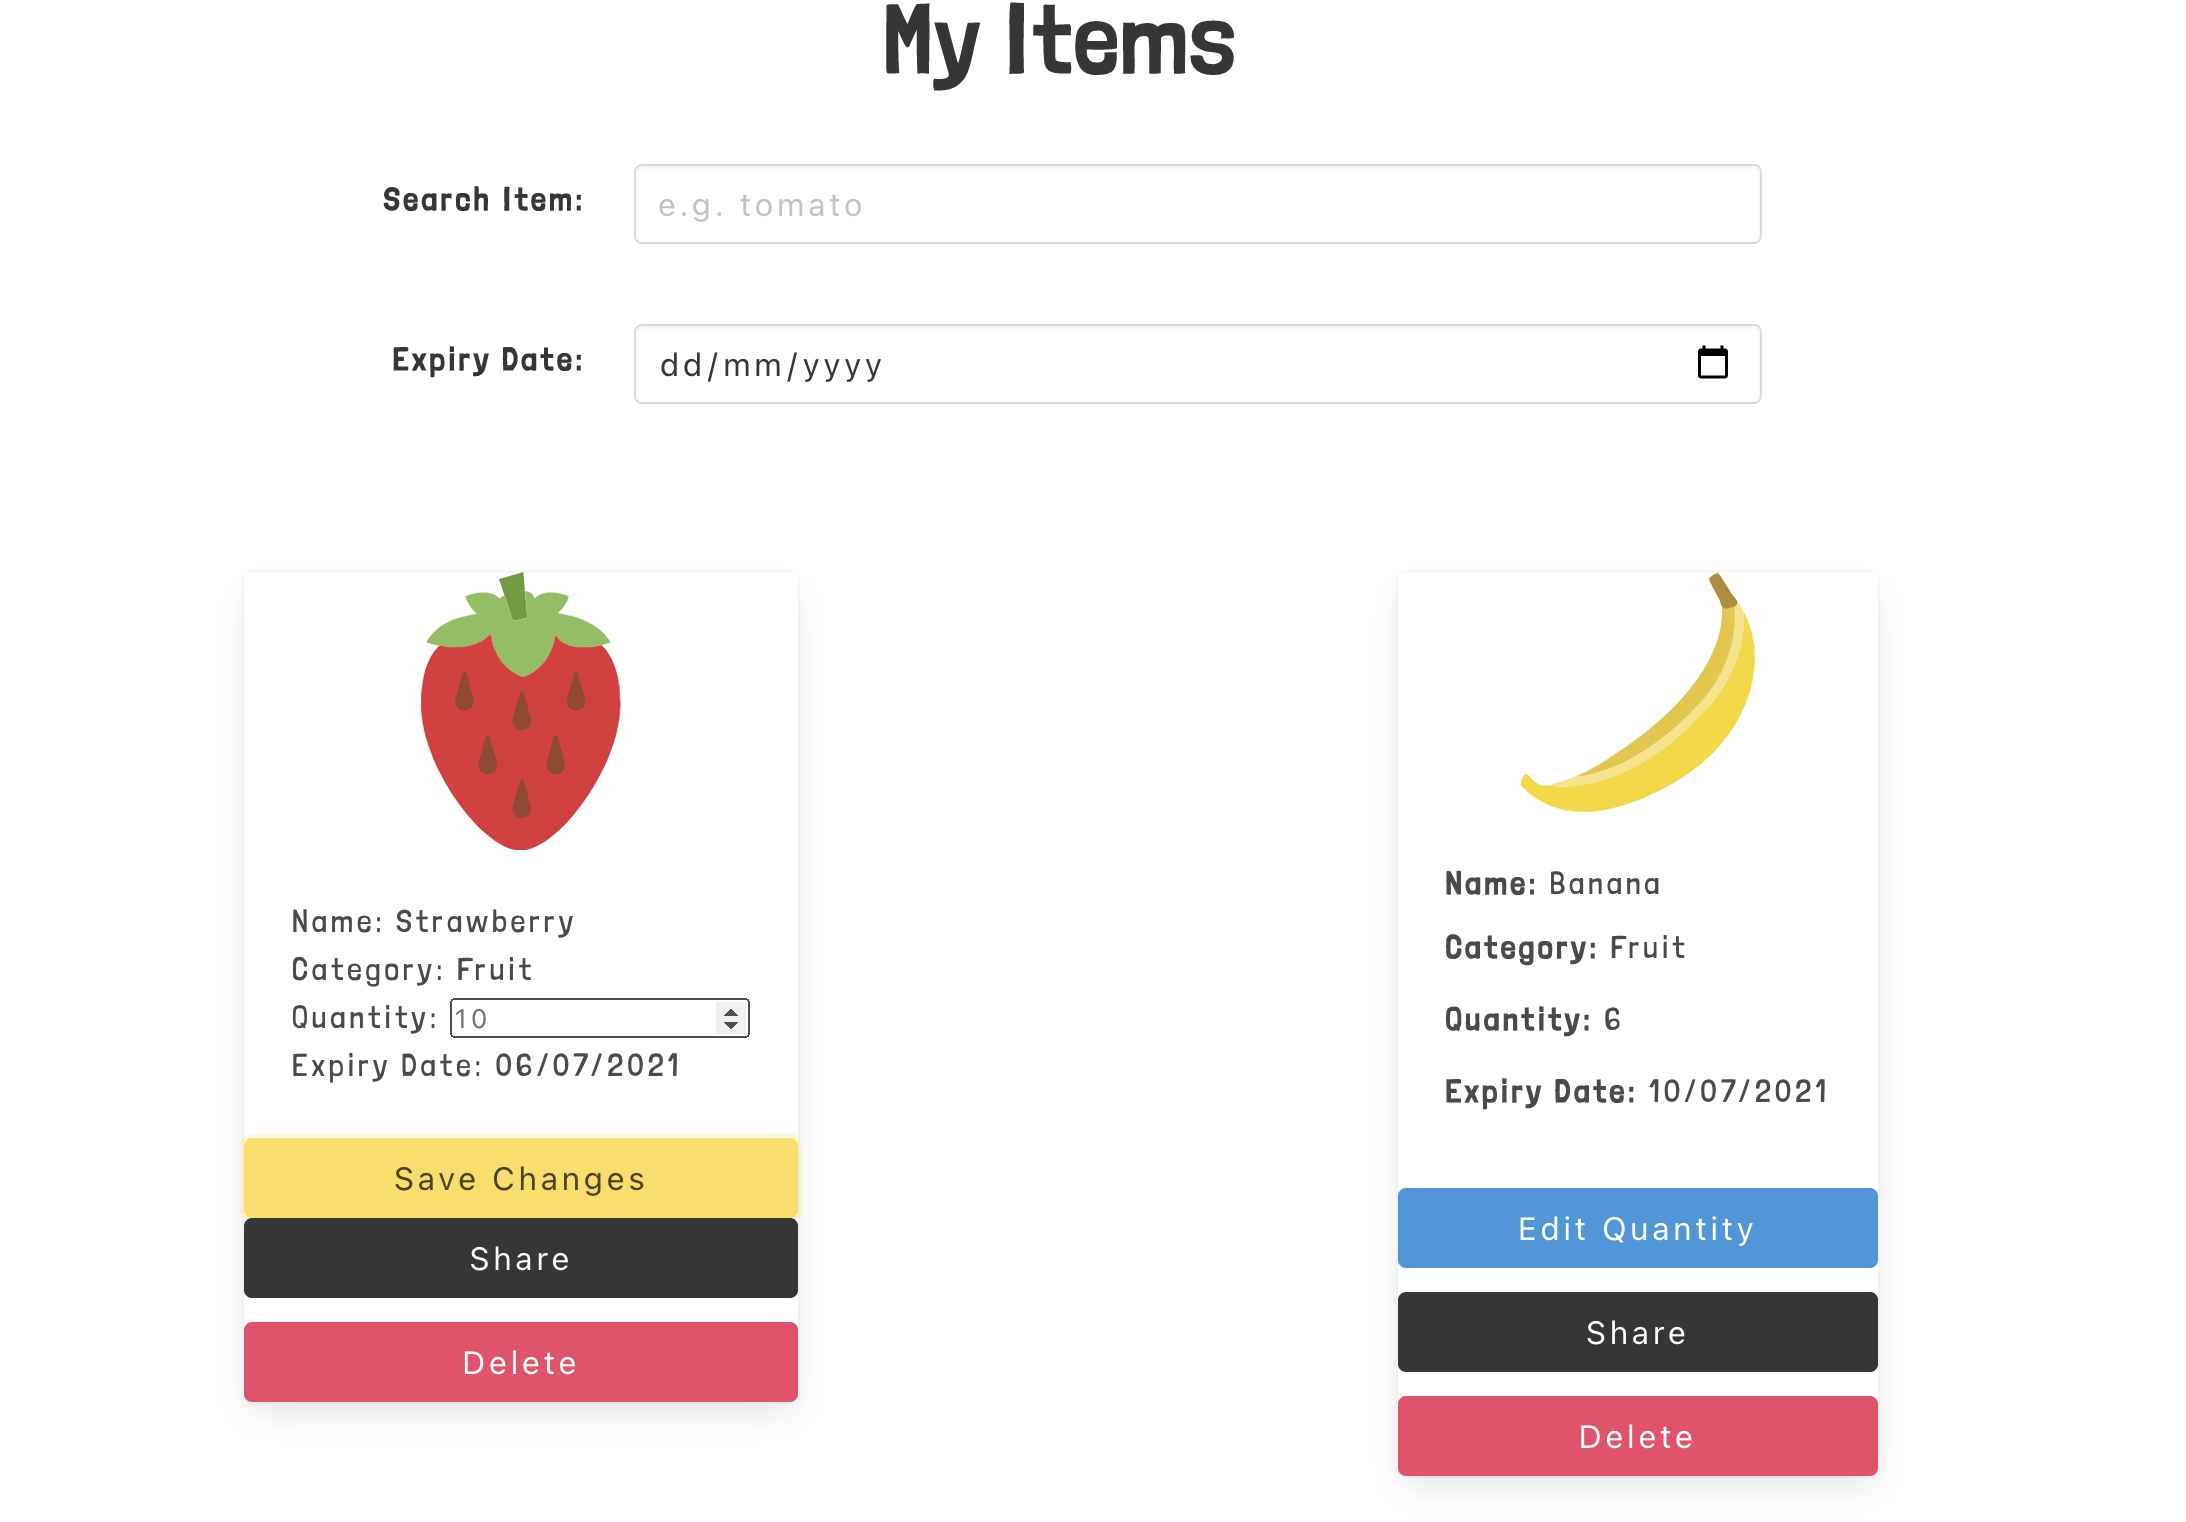 My Items
Search Item:
e.g. tomato
Expiry Date:
dd/mm/yyyy
Name: Strawberry
Category: Fruit
Quantity: 10
Expiry Date: 06/07/2021
Save Changes
Share
Delete
Name: Banana
Category: Fruit
Quantity: 6
Expiry Date: 10/07/2021
Edit Quantity
Share
Delete